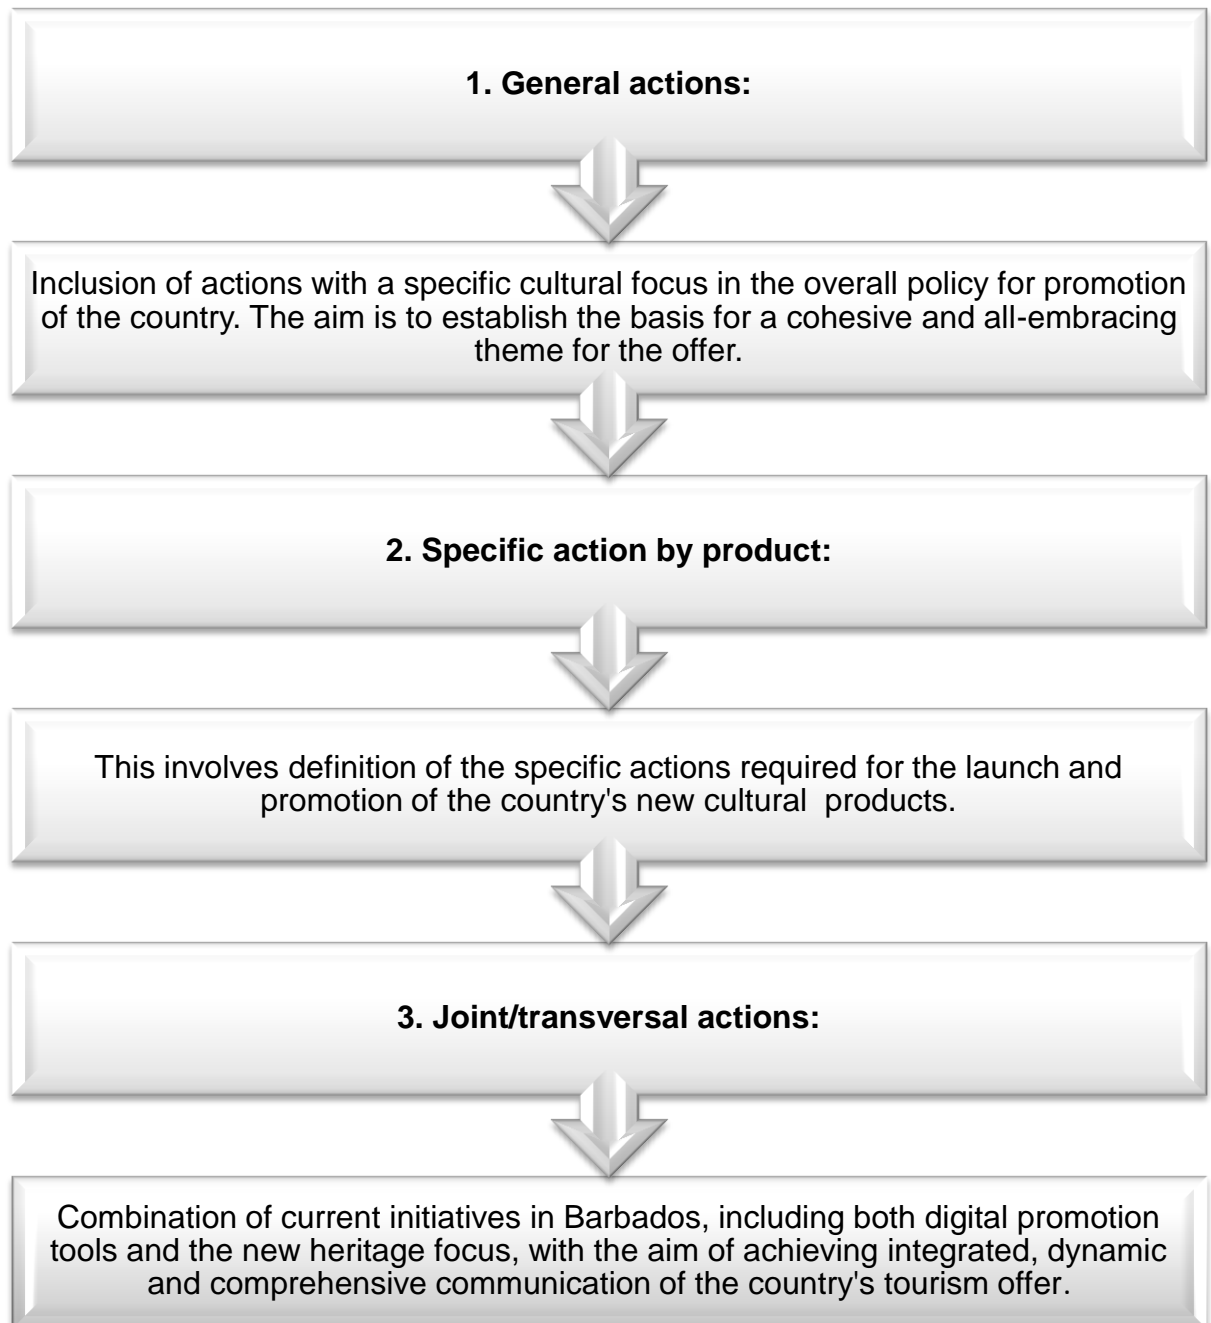 1. General actions:
Inclusion of actions with a specific cultural focus in the overall policy for promotion
of the country. The aim is to establish the basis for a cohesive and all-embracing
theme for the offer.
2. Specific action by product:
This involves definition of the specific actions required for the launch and
promotion of the country's new cultural  products.
3. Joint/transversal actions:
Combination of current initiatives in Barbados, including both digital promotion
tools and the new heritage focus, with the aim of achieving integrated, dynamic
and comprehensive communication of the country's tourism offer.